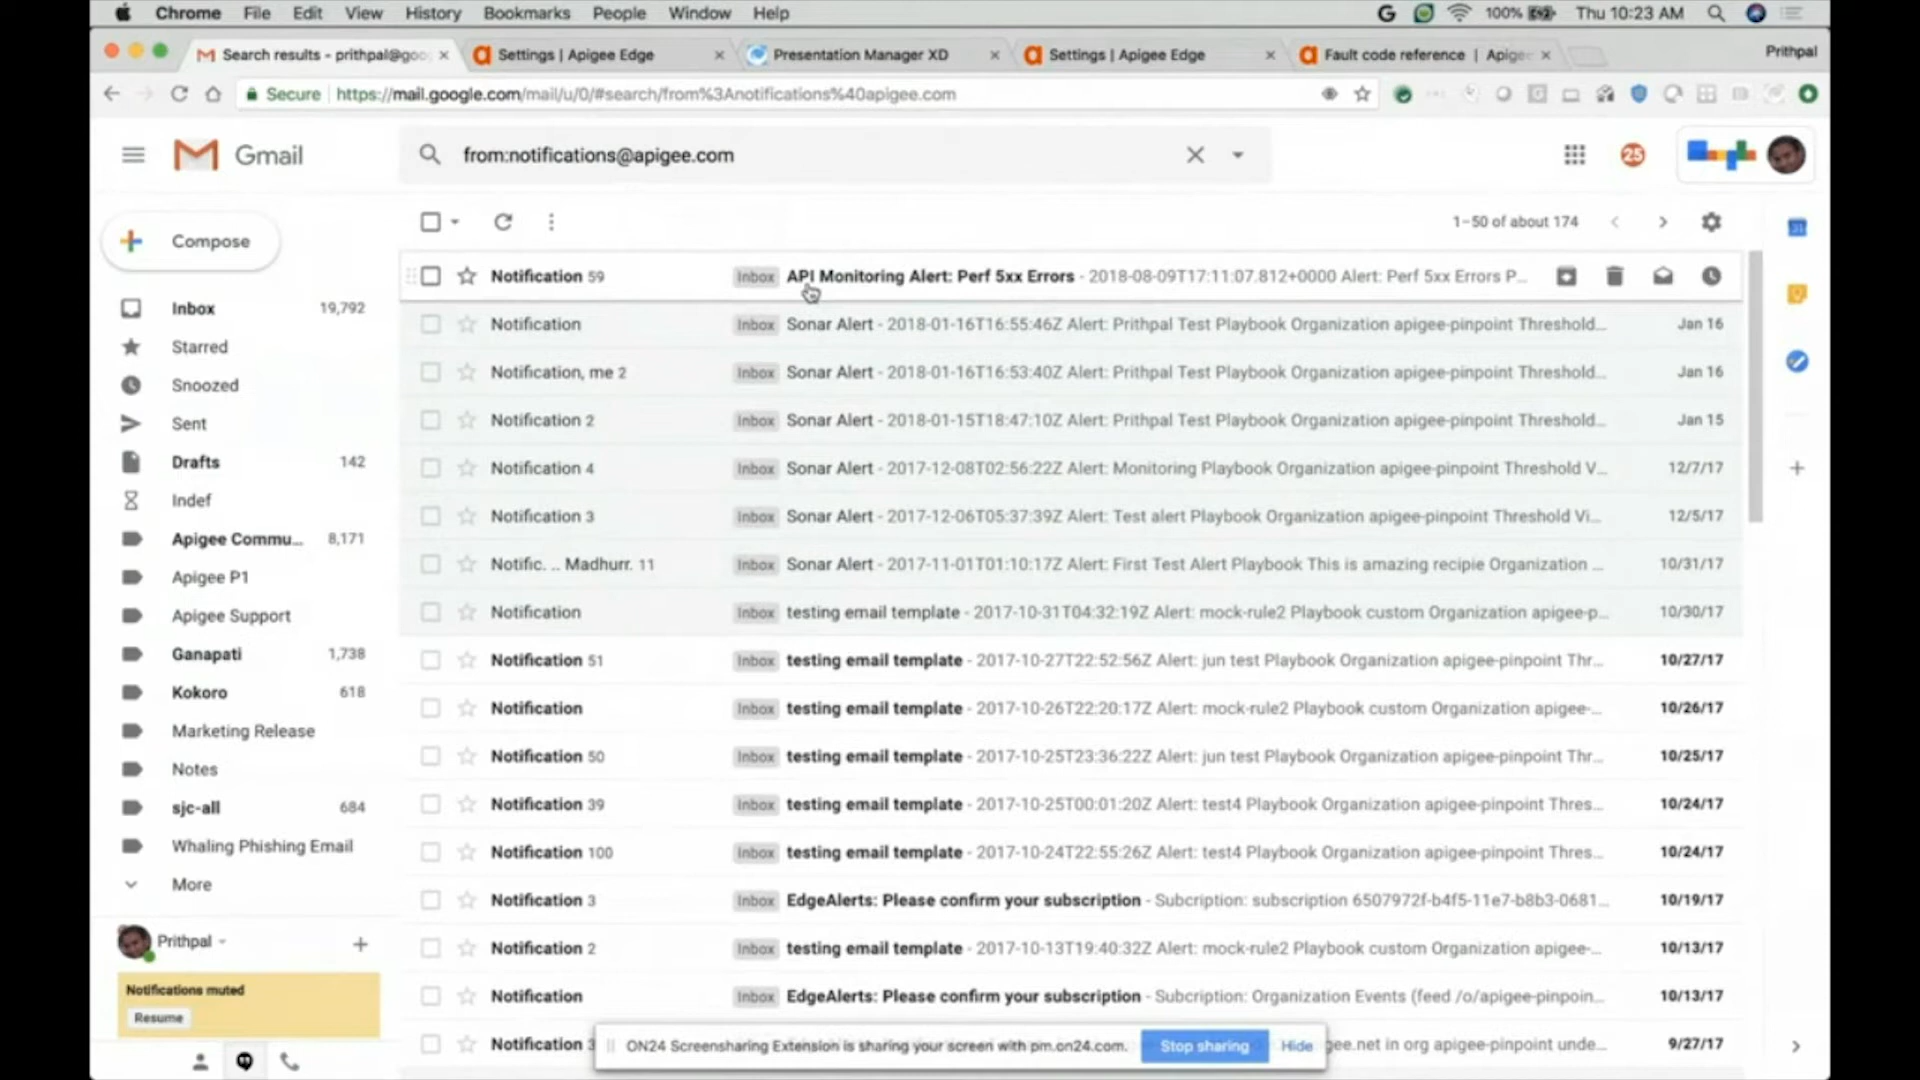 Chrome File Edit View History Bookmarks People Window Help 100% Thu 10:23 AM
Search results - prithpal@goo Settings | Apigee Edge Presentation Manager XD Settings | Apigee Edge Fault code reference | Apigee Prithpal
Secure https://mail.google.com/mail/u/0/#search/from%3Anotifications%40apigee.com
Gmail from:notifications@apigee.com 25
1-50 of about 174
31
Compose
Inbox 19,792
Starred
Snoozed
Sent
Drafts 142
Indef
Apigee Commu... 8,171
Apigee P1
Apigee Support
Ganapati 1,738
Kokoro 618
Marketing Release
Notes
sjc-all 684
Whaling Phishing Email
More
Prithpal
Notifications muted
Resume
Notification 59 Inbox API Monitoring Alert: Perf 5xx Errors - 2018-08-09T17:11:07.812+0000 Alert: Perf 5xx Errors P...
Notification Inbox Sonar Alert - 2018-01-16T16:55:46Z Alert: Prithpal Test Playbook Organization apigee-pinpoint Threshold... Jan 16
Notification, me 2 Inbox Sonar Alert - 2018-01-16T16:53:40Z Alert: Prithpal Test Playbook Organization apigee-pinpoint Threshold... Jan 16
Notification 2 Inbox Sonar Alert - 2018-01-15T18:47:10Z Alert: Prithpal Test Playbook Organization apigee-pinpoint Threshold... Jan 15
Notification 4 Inbox Sonar Alert - 2017-12-08T02:56:22Z Alert: Monitoring Playbook Organization apigee-pinpoint Threshold V... 12/7/17
Notification 3 Inbox Sonar Alert - 2017-12-06T05:37:39Z Alert: Test alert Playbook Organization apigee-pinpoint Threshold Vi... 12/5/17
Notific. .. Madhurr. 11 Inbox Sonar Alert - 2017-11-01T01:10:17Z Alert: First Test Alert Playbook This is amazing recipie Organization ... 10/31/17
Notification Inbox testing email template - 2017-10-31T04:32:19Z Alert: mock-rule2 Playbook custom Organization apigee-p... 10/30/17
Notification 51 Inbox testing email template - 2017-10-27T22:52:56Z Alert: jun test Playbook Organization apigee-pinpoint Thr... 10/27/17
Notification Inbox testing email template - 2017-10-26T22:20:17Z Alert: mock-rule2 Playbook custom Organization apigee-... 10/26/17
Notification 50 Inbox testing email template - 2017-10-25T23:36:22Z Alert: jun test Playbook Organization apigee-pinpoint Thr... 10/25/17
Notification 39 Inbox testing email template - 2017-10-25T00:01:20Z Alert: test4 Playbook Organization apigee-pinpoint Thres... 10/24/17
Notification 100 Inbox testing email template - 2017-10-24T22:55:26Z Alert: test4 Playbook Organization apigee-pinpoint Thres... 10/24/17
Notification 3 Inbox EdgeAlerts: Please confirm your subscription - Subcription: subscription 6507972f-b4f5-11e7-b8b3-0681... 10/19/17
Notification 2 Inbox testing email template - 2017-10-13T19:40:32Z Alert: mock-rule2 Playbook custom Organization apigee-... 10/13/17
Notification Inbox EdgeAlerts: Please confirm your subscription - Subcription: Organization Events (feed /o/apigee-pinpoin... 10/13/17
Notification 3 gee.net in org apigee-pinpoint unde... 9/27/17
ON24 Screensharing Extension is sharing your screen with pm.on24.com. Stop sharing Hide